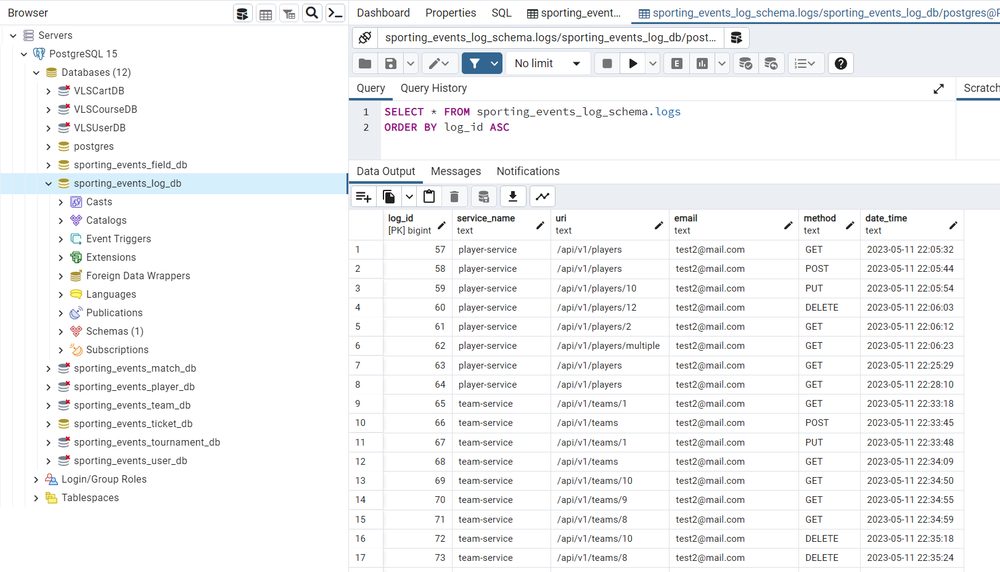 Browser
Servers
PostgreSQL 15
Databases (12)
VLSCartDB
VLSCourseDB
VLSUserDB
postgres
sporting_events_field_db
sporting_events_log_db
Casts
Catalogs
Event Triggers
Extensions
Foreign Data Wrappers
Languages
Publications
Schemas (1)
Subscriptions
sporting_events_match_db
sporting_events_player_db
sporting_events_team_db
sporting_events_ticket_db
sporting_events_tournament_db
sporting_events_user_db
Login/Group Roles
Tablespaces
Dashboard Properties SQL sporting_event... sporting_events_log_schema.logs/sporting_events_log_db/postgres@
sporting_events_log_schema.logs/sporting_events_log_db/post...
No limit E ?
Query Query History Scratch
1 SELECT * FROM sporting_events_log_schema.logs
2 ORDER BY log_id ASC
Data Output Messages Notifications
log_id service_name uri email method date_time
[PK] bigint text text text text text
1 57 player-service /api/v1/players test2@mail.com GET 2023-05-11 22:05:32
2 58 player-service /api/v1/players test2@mail.com POST 2023-05-11 22:05:44
3 59 player-service /api/v1/players/10 test2@mail.com PUT 2023-05-11 22:05:54
4 60 player-service /api/v1/players/12 test2@mail.com DELETE 2023-05-11 22:06:03
5 61 player-service /api/v1/players/2 test2@mail.com GET 2023-05-11 22:06:12
6 62 player-service /api/v1/players/multiple test2@mail.com GET 2023-05-11 22:06:23
7 63 player-service /api/v1/players test2@mail.com GET 2023-05-11 22:25:29
8 64 player-service /api/v1/players test2@mail.com GET 2023-05-11 22:28:10
9 65 team-service /api/v1/teams/1 test2@mail.com GET 2023-05-11 22:33:18
10 66 team-service /api/v1/teams test2@mail.com POST 2023-05-11 22:33:45
11 67 team-service /api/v1/teams/1 test2@mail.com PUT 2023-05-11 22:33:48
12 68 team-service /api/v1/teams test2@mail.com GET 2023-05-11 22:34:09
13 69 team-service /api/v1/teams/10 test2@mail.com GET 2023-05-11 22:34:50
14 70 team-service /api/v1/teams/9 test2@mail.com GET 2023-05-11 22:34:55
15 71 team-service /api/v1/teams/8 test2@mail.com GET 2023-05-11 22:34:59
16 72 team-service /api/v1/teams/10 test2@mail.com DELETE 2023-05-11 22:35:18
17 73 team-service /api/v1/teams/8 test2@mail.com DELETE 2023-05-11 22:35:24